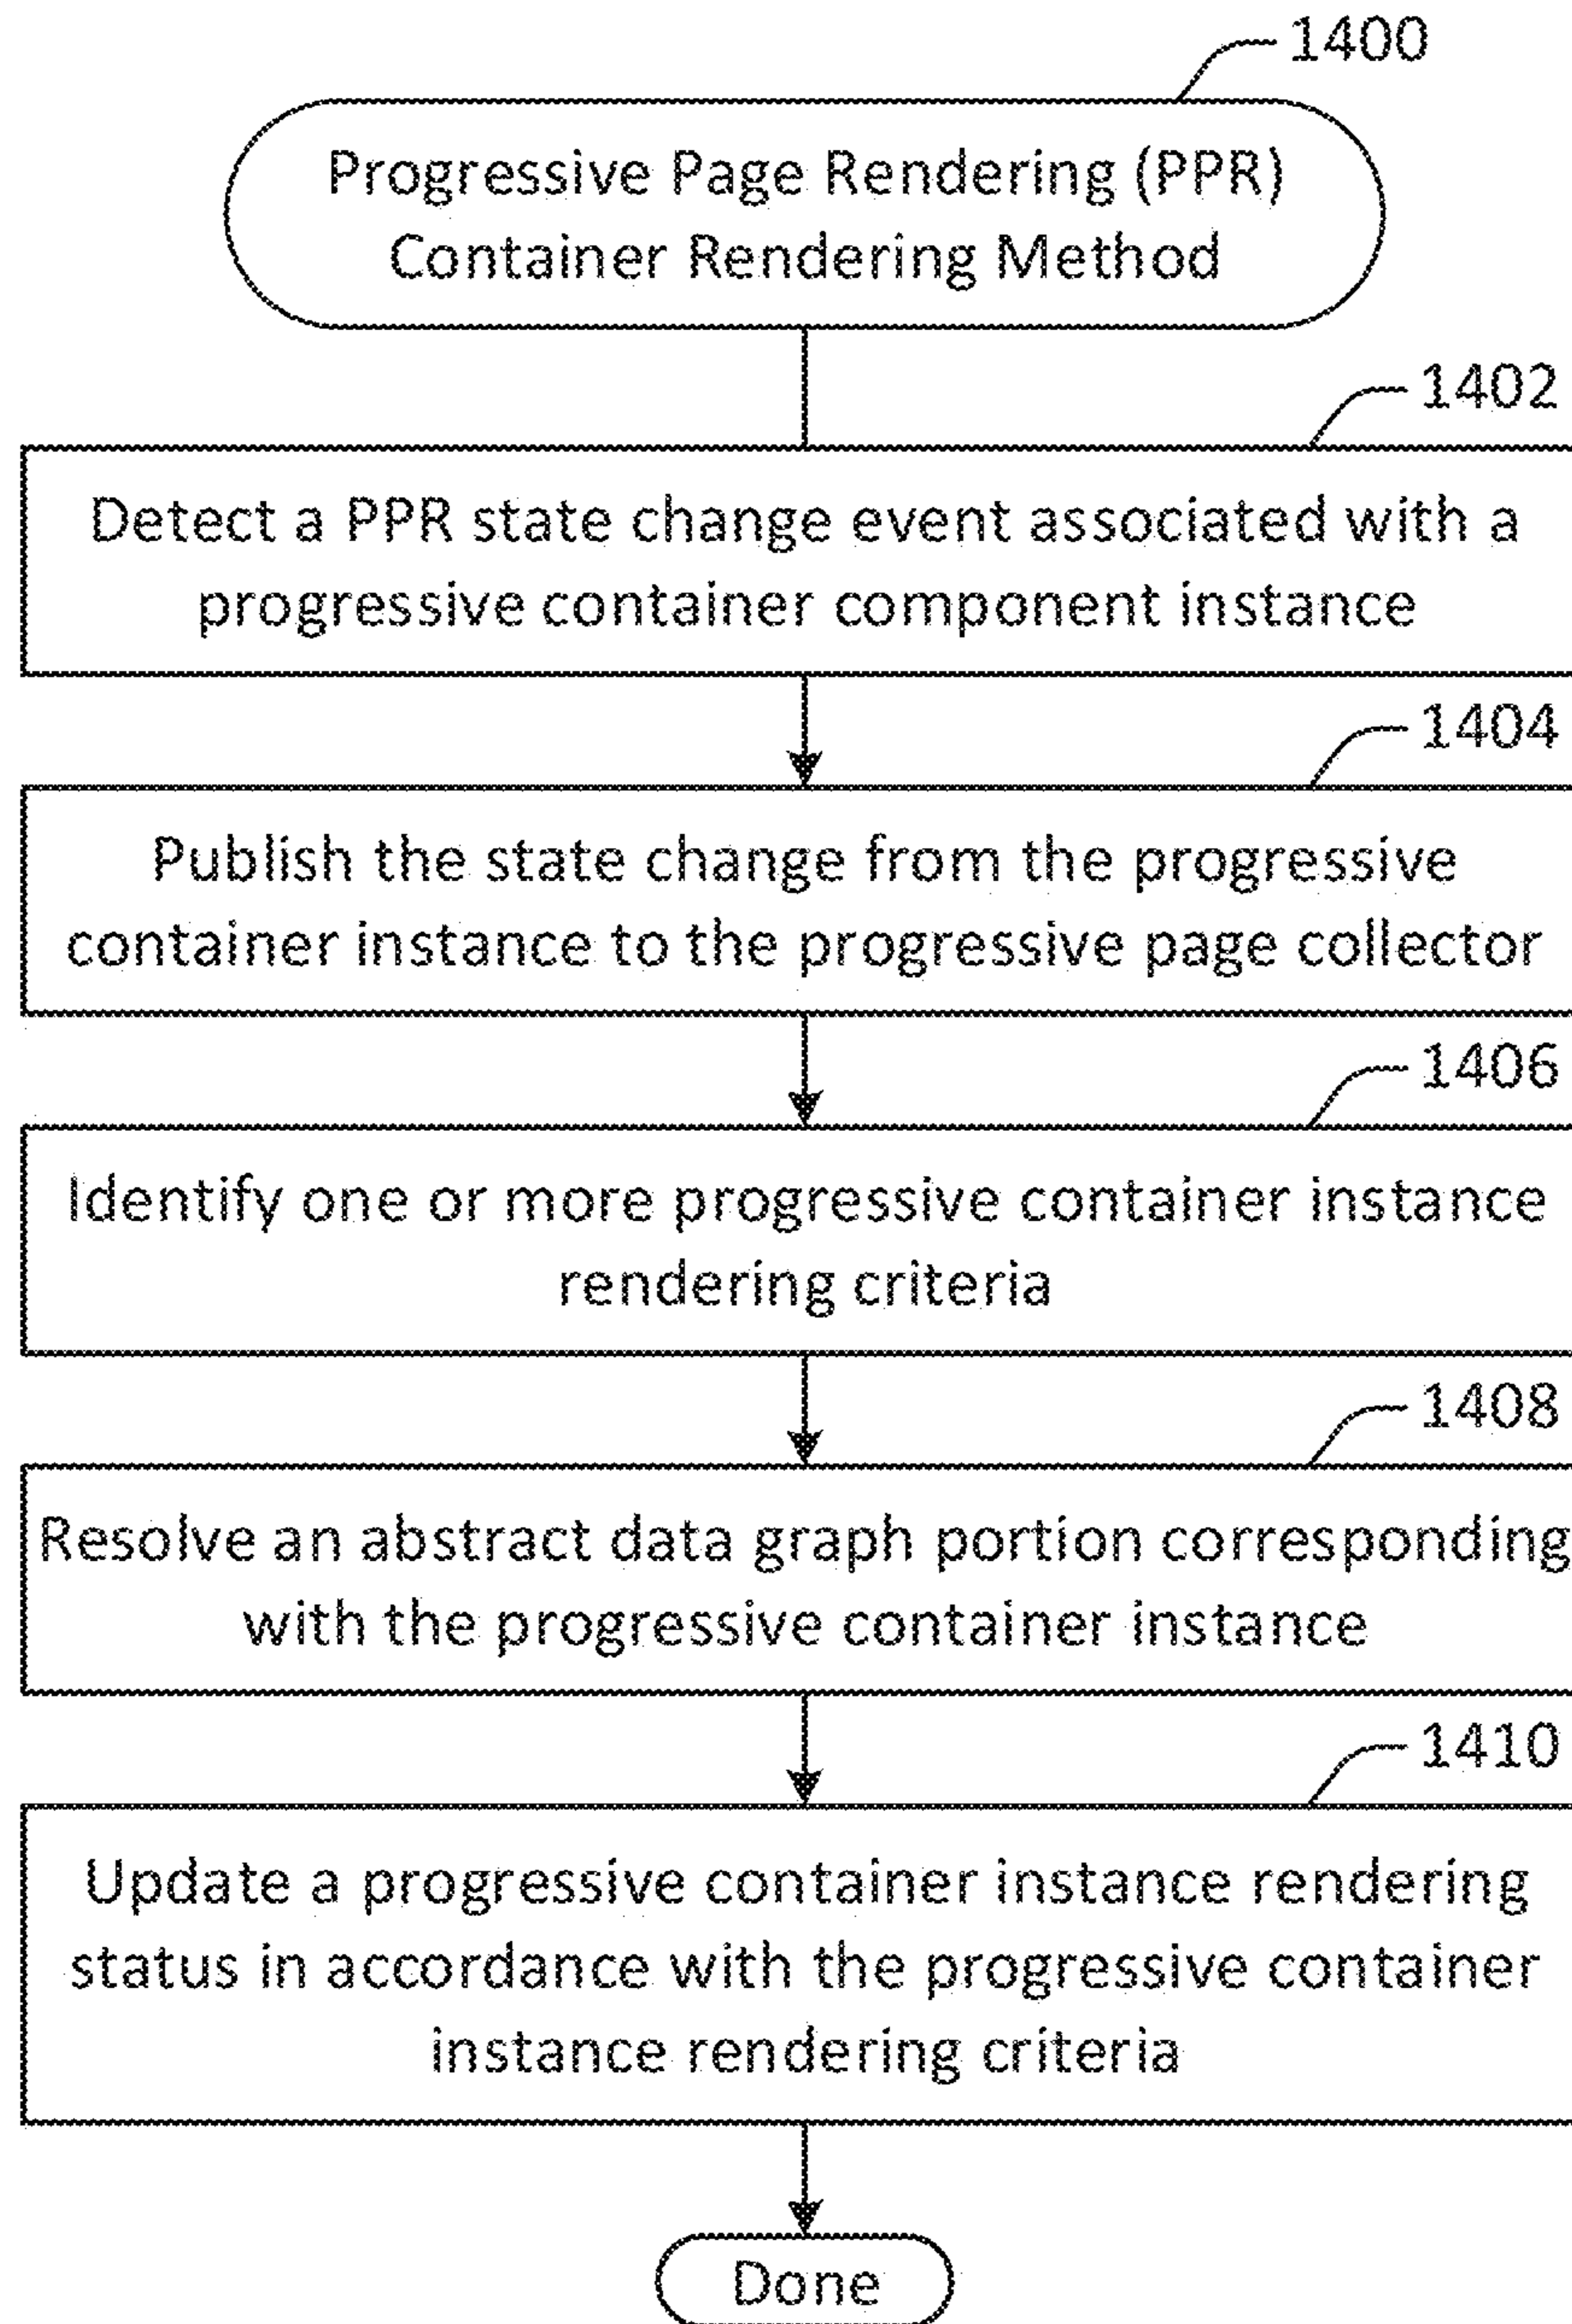 1400
Progressive Page Rendering (PPR)
Container Rendering Method
1402
Detect a PPR state change event associated with a
progressive container component instance
1404
Publish the state change from the progressive
container instance to the progressive page collector
1406
Identify one or more progressive container instance
rendering criteria
1408
Resolve an abstract data graph portion corresponding
with the progressive container instance
1410
Update a progressive container instance rendering
status in accordance with the progressive container
instance rendering criteria
Done